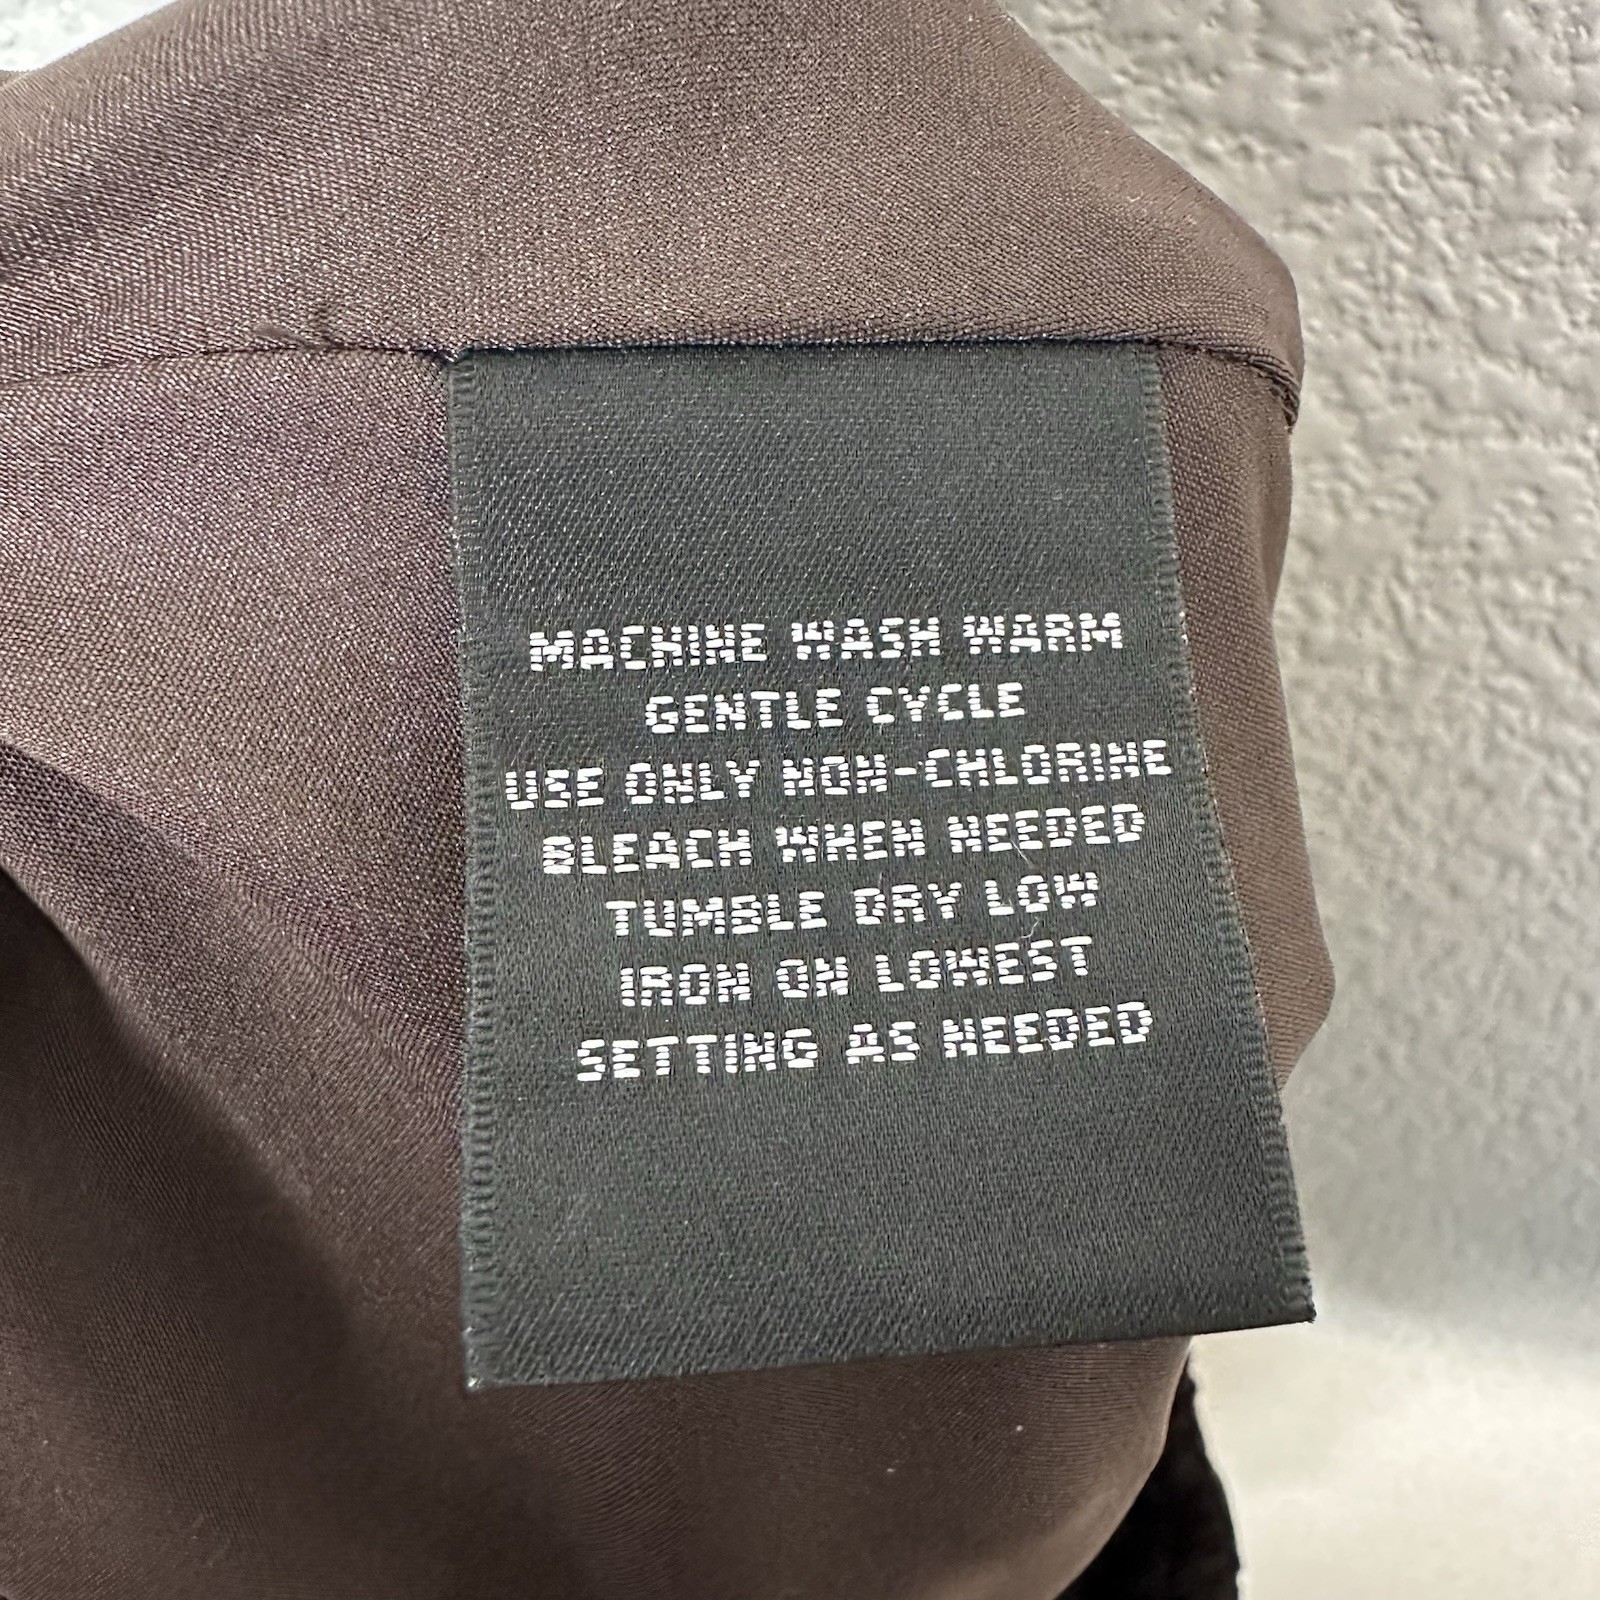 MACHINE WASH WARM
GENTLE CYCLE
USE ONLY NON-CHLORINE
BLEACH WHEN NEEDED
TUMBLE DRY LOW
IRON ON LOWEST
SETTING AS NEEDED